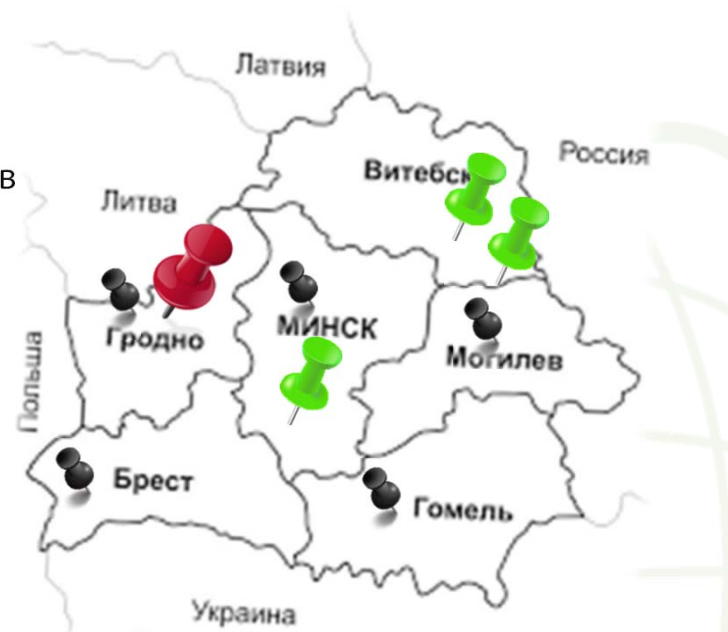 Латвия
Россия
Витебск
В
Литва
МИНСК
Гродно
Могилев
Польша
Брест
Гомель
Украина